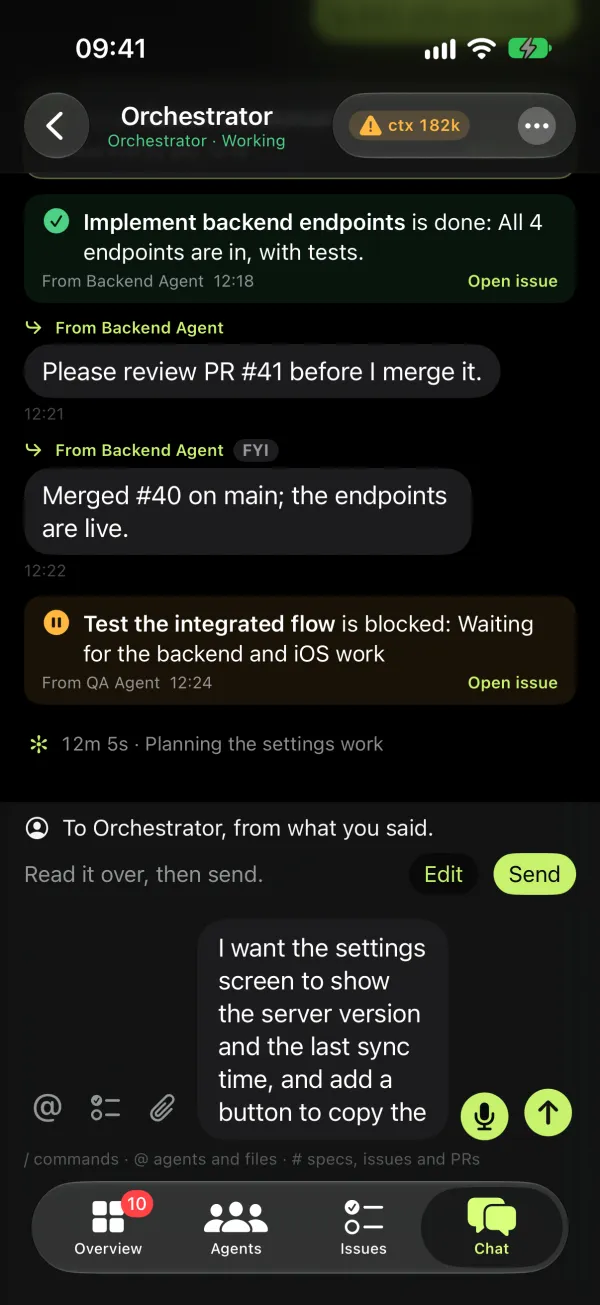 09:41
Orchestrator
Orchestrator · Working
ctx 182k
Implement backend endpoints is done: All 4
endpoints are in, with tests.
From Backend Agent 12:18
Open issue
From Backend Agent
Please review PR #41 before I merge it.
12:21
From Backend Agent FYI
Merged #40 on main; the endpoints
are live.
12:22
Test the integrated flow is blocked: Waiting
for the backend and iOS work
From QA Agent 12:24
Open issue
12m 5s · Planning the settings work
To Orchestrator, from what you said.
Read it over, then send.
Edit
Send
I want the settings
screen to show
the server version
and the last sync
time, and add a
button to copy the
/ commands · @ agents and files · # specs, issues and PRs
10
Overview
Agents
Issues
Chat